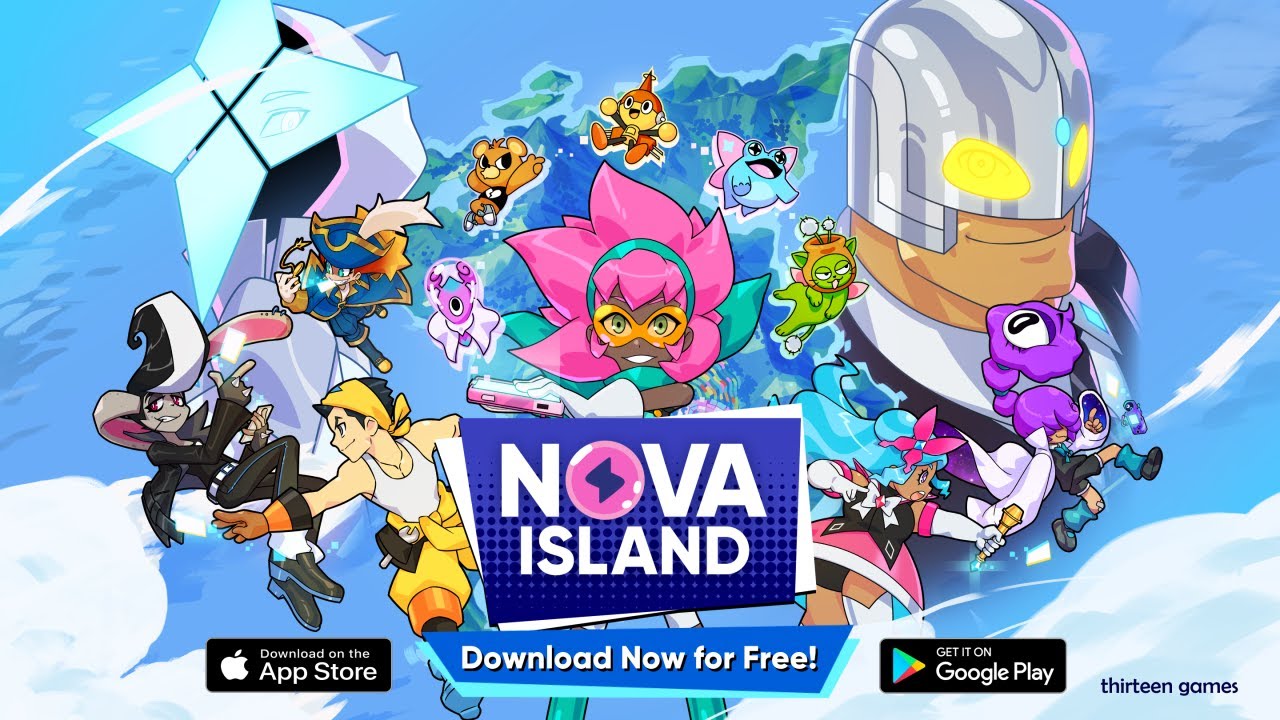 NOVA
ISLAND
Download Now for Free!
Download on the
App Store
GET IT ON
Google Play
thirteen games